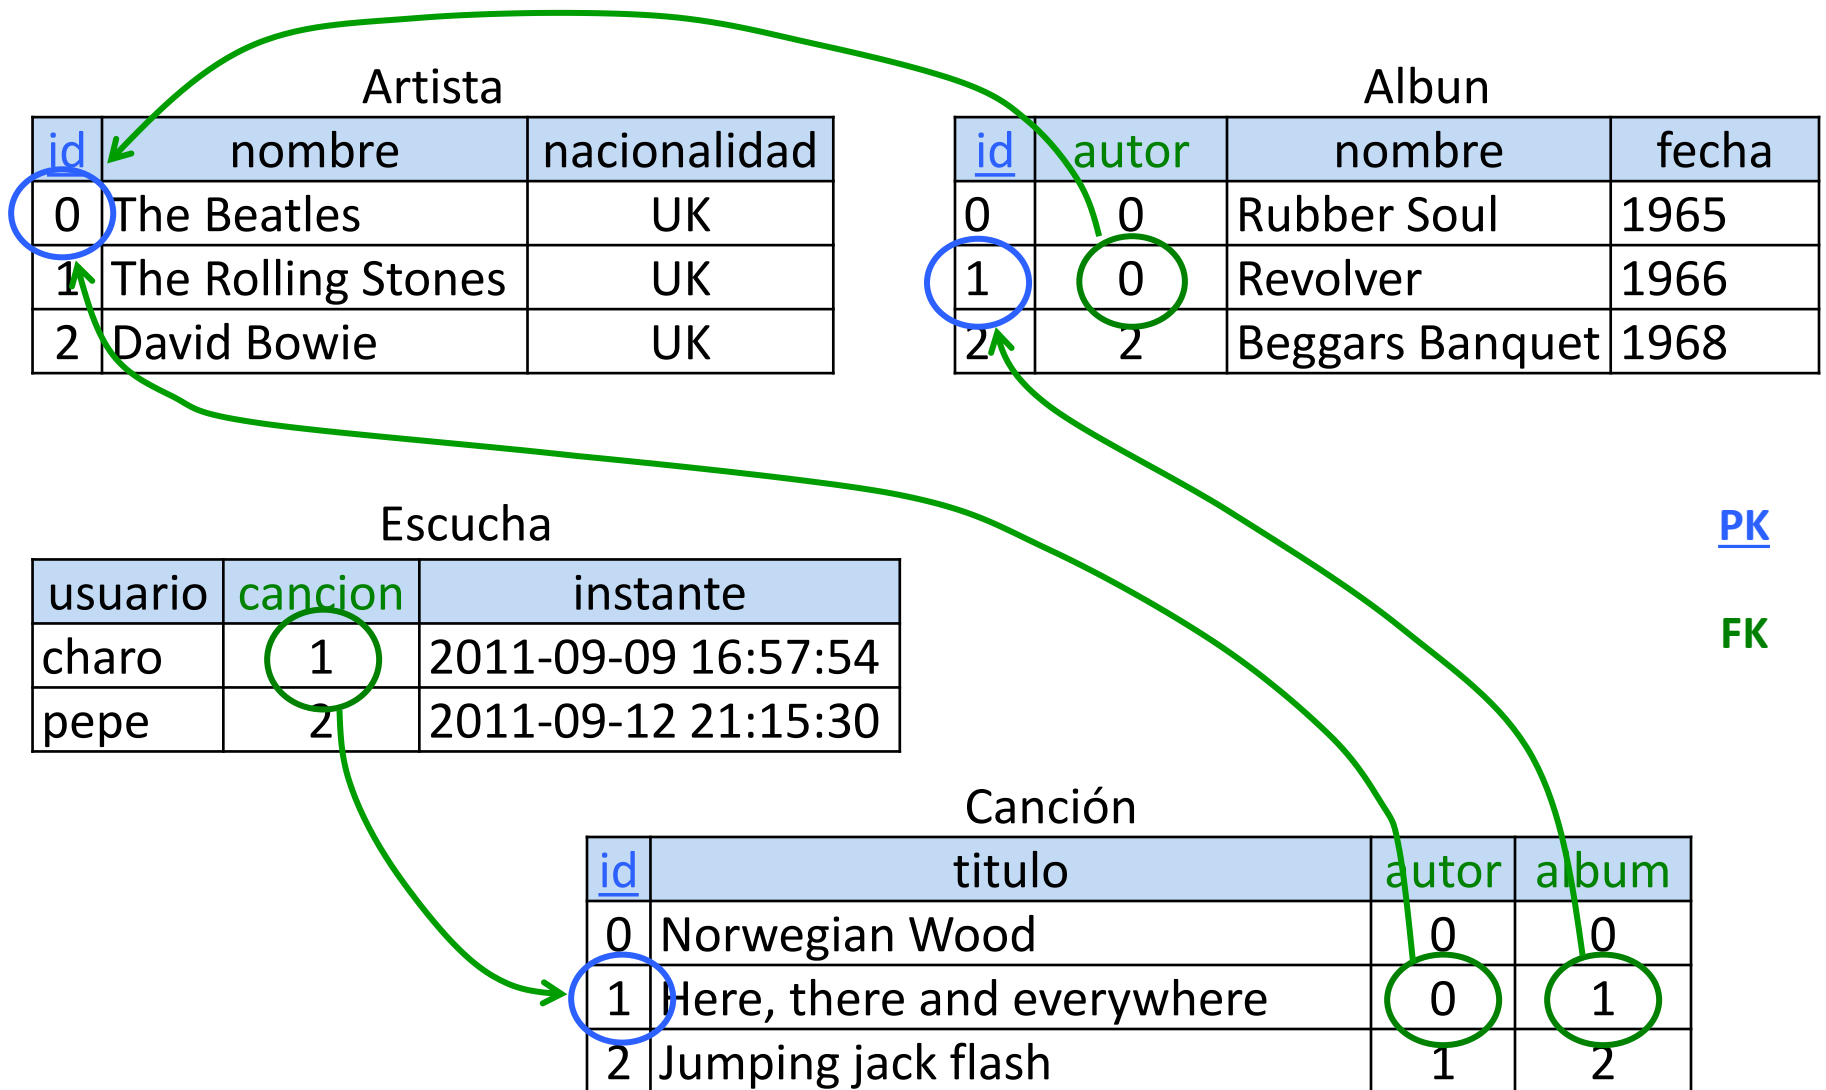 Artista
id nombre nacionalidad
0 The Beatles UK
1 The Rolling Stones UK
2 David Bowie UK
Albun
id autor nombre fecha
0 0 Rubber Soul 1965
1 0 Revolver 1966
2 2 Beggars Banquet 1968
PK
FK
Escucha
usuario cancion instante
charo 1 2011-09-09 16:57:54
pepe 2 2011-09-12 21:15:30
Canción
id titulo autor album
0 Norwegian Wood 0 0
1 Here, there and everywhere 0 1
2 Jumping jack flash 1 2